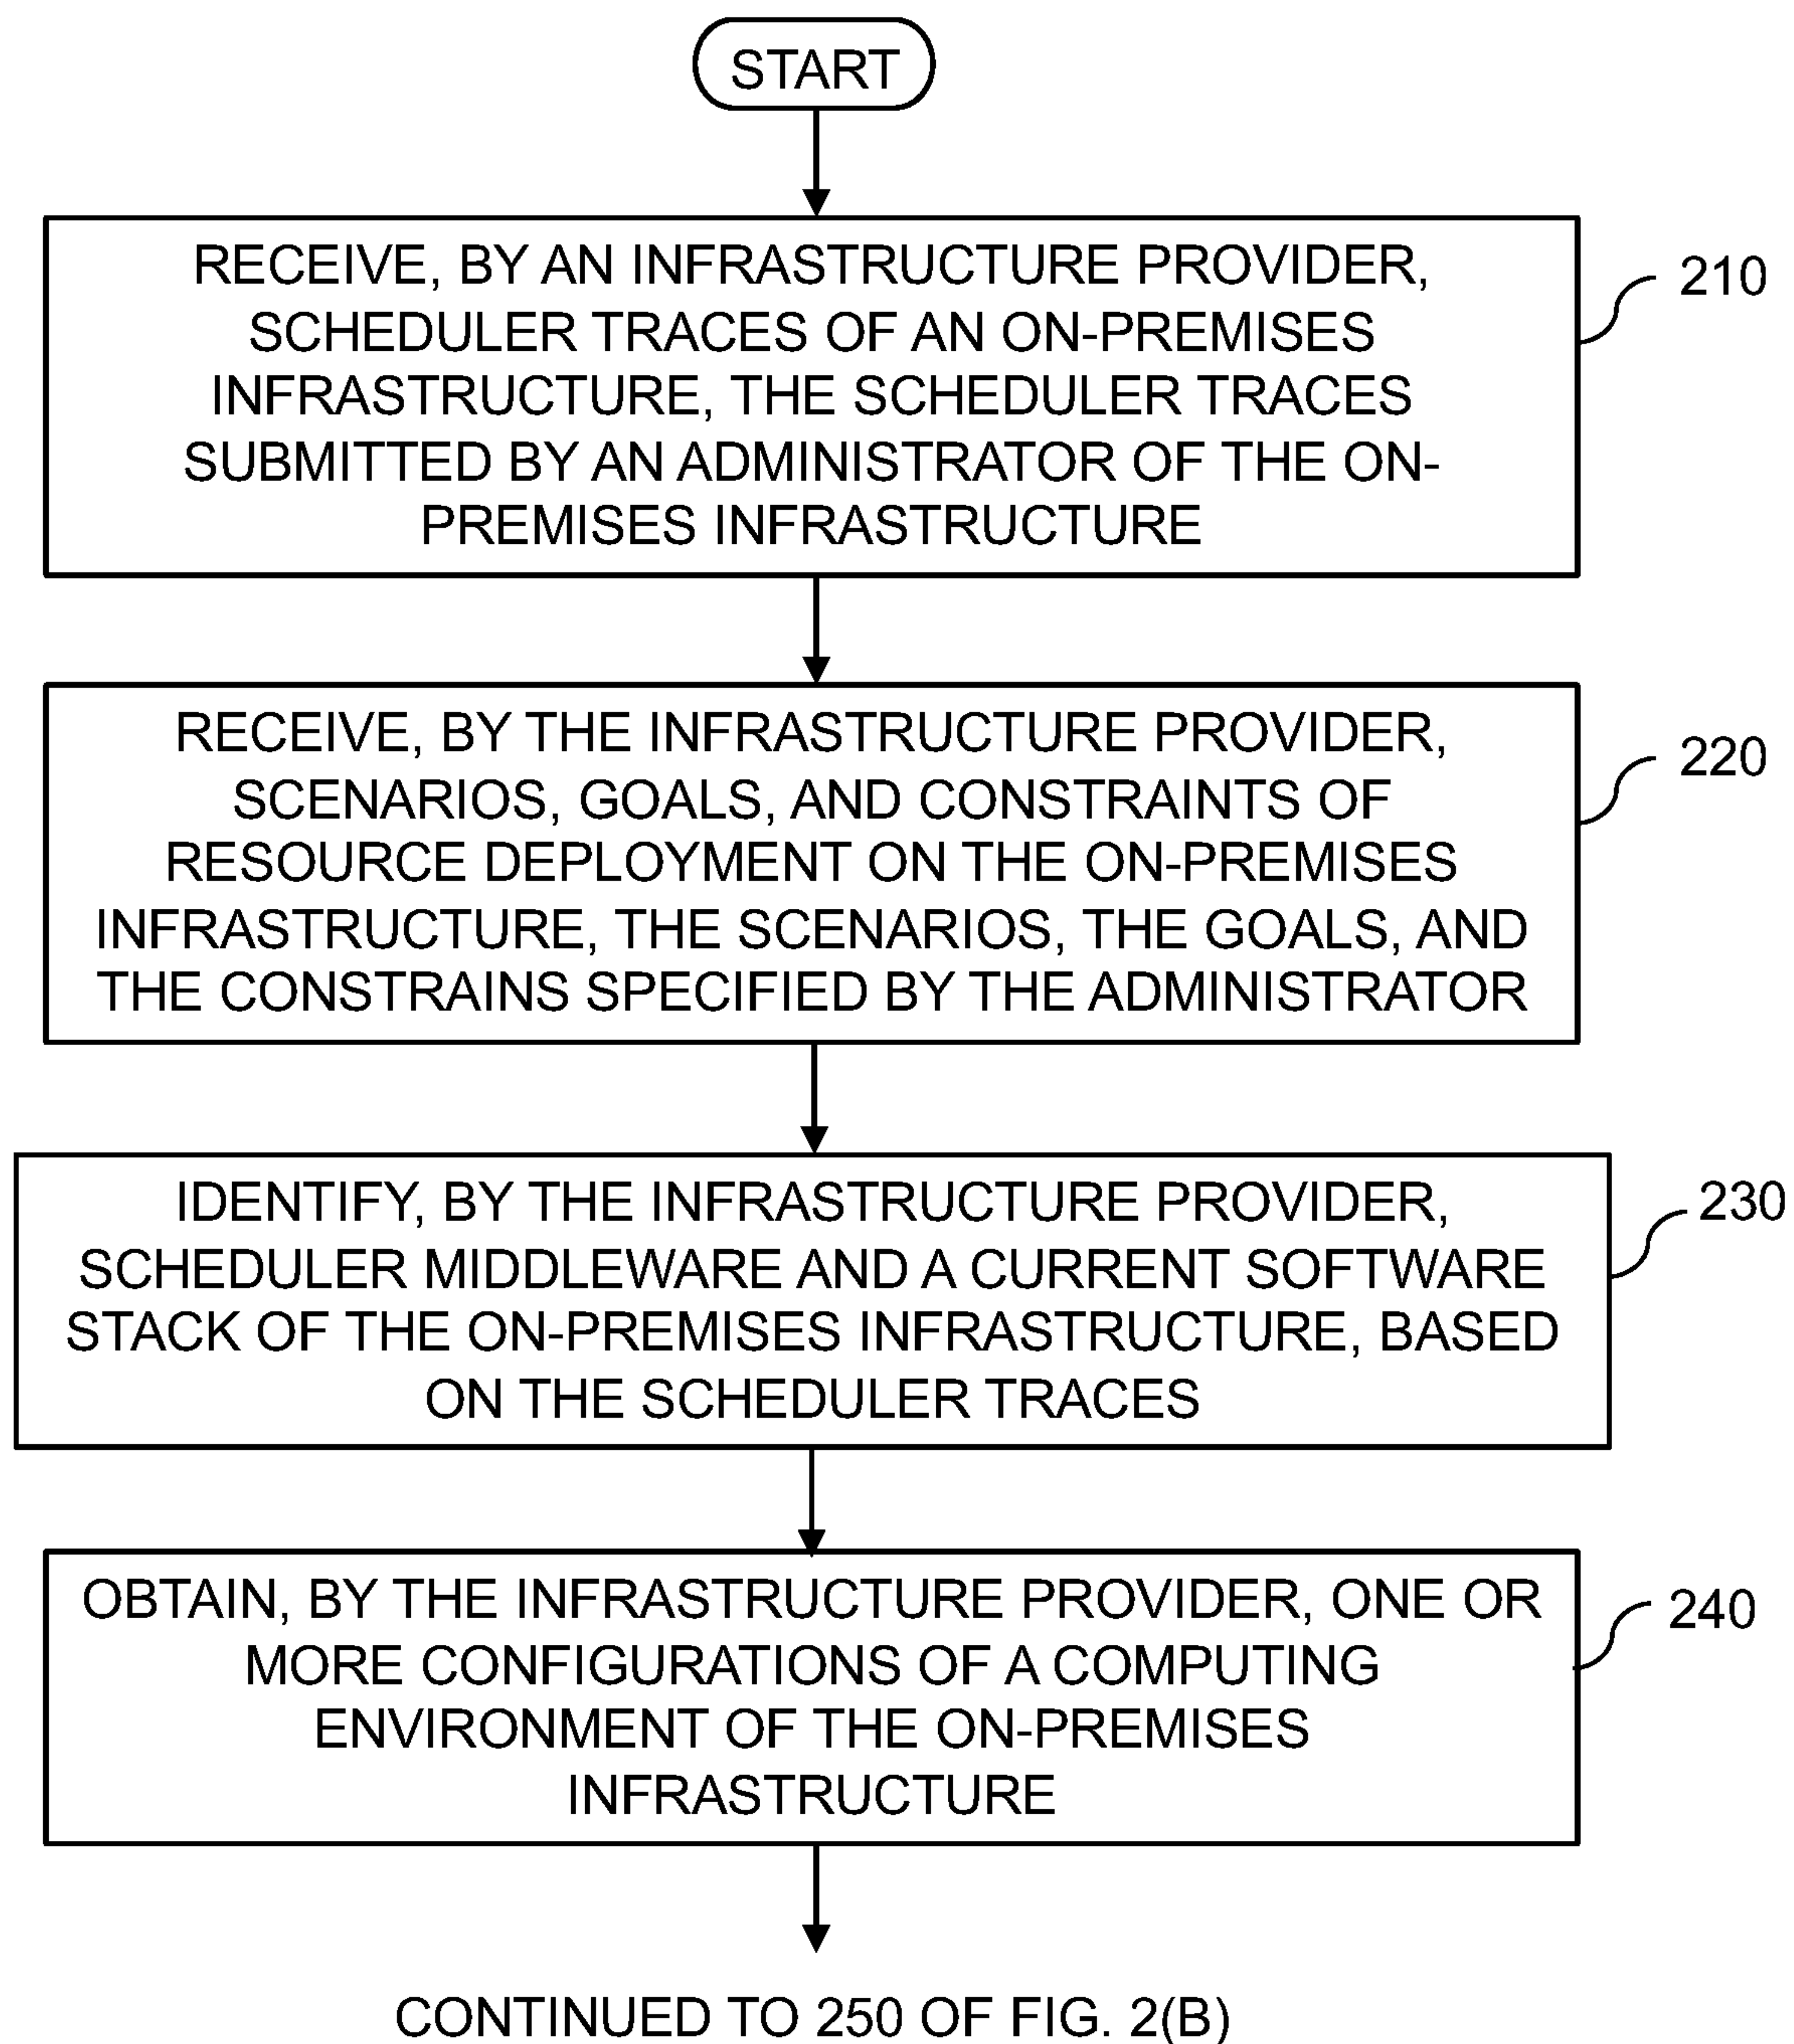 START
RECEIVE, BY AN INFRASTRUCTURE PROVIDER,
SCHEDULER TRACES OF AN ON-PREMISES
INFRASTRUCTURE, THE SCHEDULER TRACES
SUBMITTED BY AN ADMINISTRATOR OF THE ON-
PREMISES INFRASTRUCTURE
210
RECEIVE, BY THE INFRASTRUCTURE PROVIDER,
SCENARIOS, GOALS, AND CONSTRAINTS OF
RESOURCE DEPLOYMENT ON THE ON-PREMISES
INFRASTRUCTURE, THE SCENARIOS, THE GOALS, AND
THE CONSTRAINS SPECIFIED BY THE ADMINISTRATOR
220
IDENTIFY, BY THE INFRASTRUCTURE PROVIDER,
SCHEDULER MIDDLEWARE AND A CURRENT SOFTWARE
STACK OF THE ON-PREMISES INFRASTRUCTURE, BASED
ON THE SCHEDULER TRACES
230
OBTAIN, BY THE INFRASTRUCTURE PROVIDER, ONE OR
MORE CONFIGURATIONS OF A COMPUTING
ENVIRONMENT OF THE ON-PREMISES
INFRASTRUCTURE
240
CONTINUED TO 250 OF FIG. 2(B)